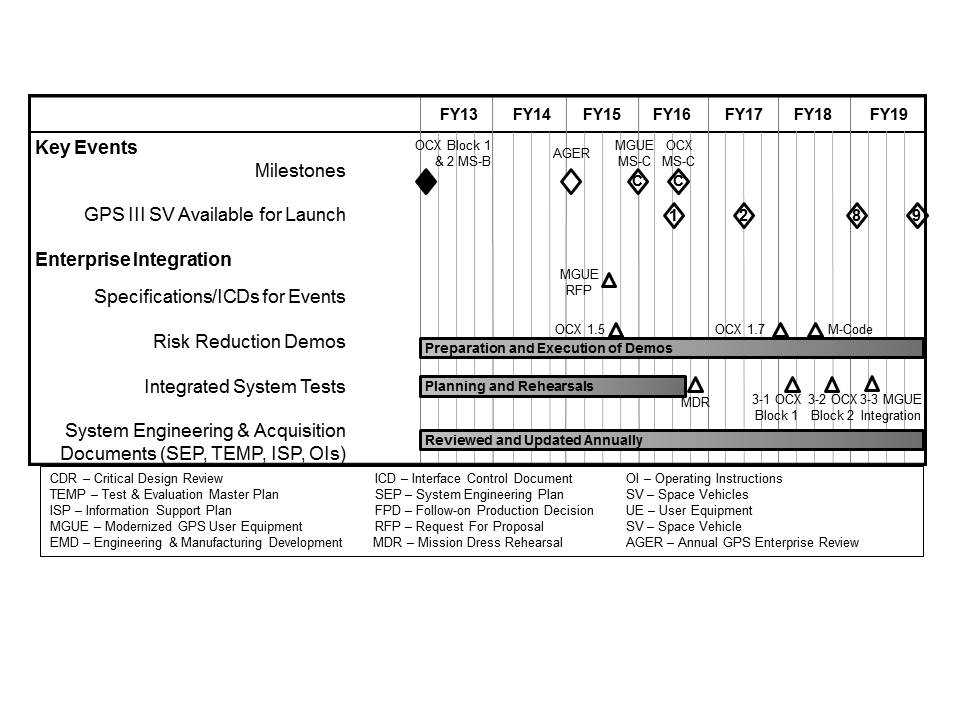 FY13 FY14 FY15 FY16 FY17 FY18 FY19
Key Events
OCX Block 1
& 2 MS-B
AGER
MGUE
MS-C
OCX
MS-C
Milestones
C C
GPS III SV Available for Launch
1 2 8 9
Enterprise Integration
MGUE
RFP
Specifications/ICDs for Events
OCX 1.5 OCX 1.7 M-Code
Risk Reduction Demos
Preparation and Execution of Demos
Integrated System Tests
Planning and Rehearsals
MDR
3-1 OCX
Block 1
3-2 OCX
Block 2
3-3 MGUE
Integration
System Engineering & Acquisition
Documents (SEP, TEMP, ISP, OIs)
Reviewed and Updated Annually
CDR – Critical Design Review
TEMP – Test & Evaluation Master Plan
ISP – Information Support Plan
MGUE – Modernized GPS User Equipment
EMD – Engineering & Manufacturing Development
ICD – Interface Control Document
SEP – System Engineering Plan
FPD – Follow-on Production Decision
RFP – Request For Proposal
MDR – Mission Dress Rehearsal
OI – Operating Instructions
SV – Space Vehicles
UE – User Equipment
SV – Space Vehicle
AGER – Annual GPS Enterprise Review